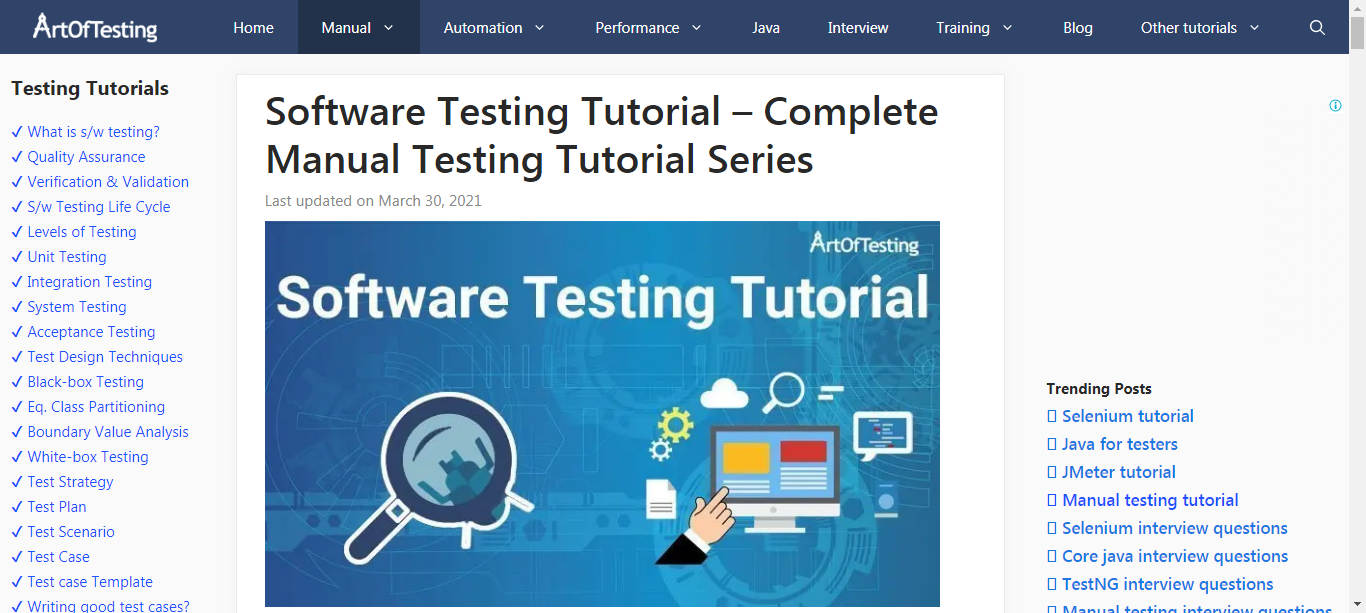 ArtOfTesting
Home
Manual
Automation
Performance
Java
Interview
Training
Blog
Other tutorials
Testing Tutorials
✓ What is s/w testing?
✓ Quality Assurance
✓ Verification & Validation
✓ S/w Testing Life Cycle
✓ Levels of Testing
✓ Unit Testing
✓ Integration Testing
✓ System Testing
✓ Acceptance Testing
✓ Test Design Techniques
✓ Black-box Testing
✓ Eq. Class Partitioning
✓ Boundary Value Analysis
✓ White-box Testing
✓ Test Strategy
✓ Test Plan
✓ Test Scenario
✓ Test Case
✓ Test case Template
✓ Writing good test cases?
Software Testing Tutorial – Complete
Manual Testing Tutorial Series
Last updated on March 30, 2021
ArtOfTesting
Software Testing Tutorial
Trending Posts
Selenium tutorial
Java for testers
JMeter tutorial
Manual testing tutorial
Selenium interview questions
Core java interview questions
TestNG interview questions
Manual testing interview questions